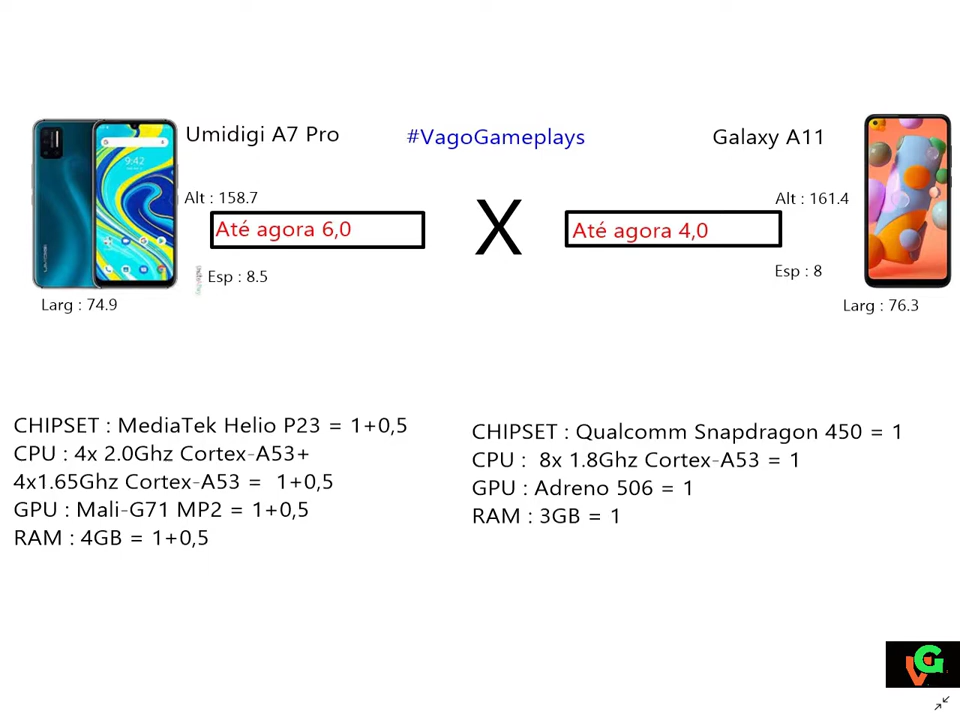 Umidigi A7 Pro
#VagoGameplays
Galaxy A11
9:42
Alt : 158.7
Alt : 161.4
Até agora 6,0
X
Até agora 4,0
Esp : 8.5
Esp : 8
Larg : 74.9
Larg : 76.3
CHIPSET : MediaTek Helio P23 = 1+0,5
CPU : 4x 2.0Ghz Cortex-A53+
4x1.65Ghz Cortex-A53 = 1+0,5
GPU : Mali-G71 MP2 = 1+0,5
RAM : 4GB = 1+0,5
CHIPSET : Qualcomm Snapdragon 450 = 1
CPU : 8x 1.8Ghz Cortex-A53 = 1
GPU : Adreno 506 = 1
RAM : 3GB = 1
VG